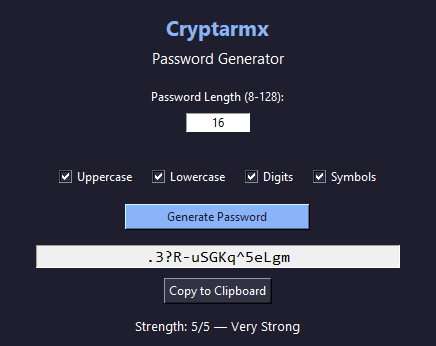 Cryptarmx
Password Generator
Password Length (8-128):
16
Uppercase Lowercase Digits Symbols
Generate Password
.3?R-uSGKq^5eLgm
Copy to Clipboard
Strength: 5/5 — Very Strong